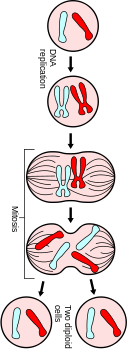 DNA
replication
Mitosis
Two diploid
cells